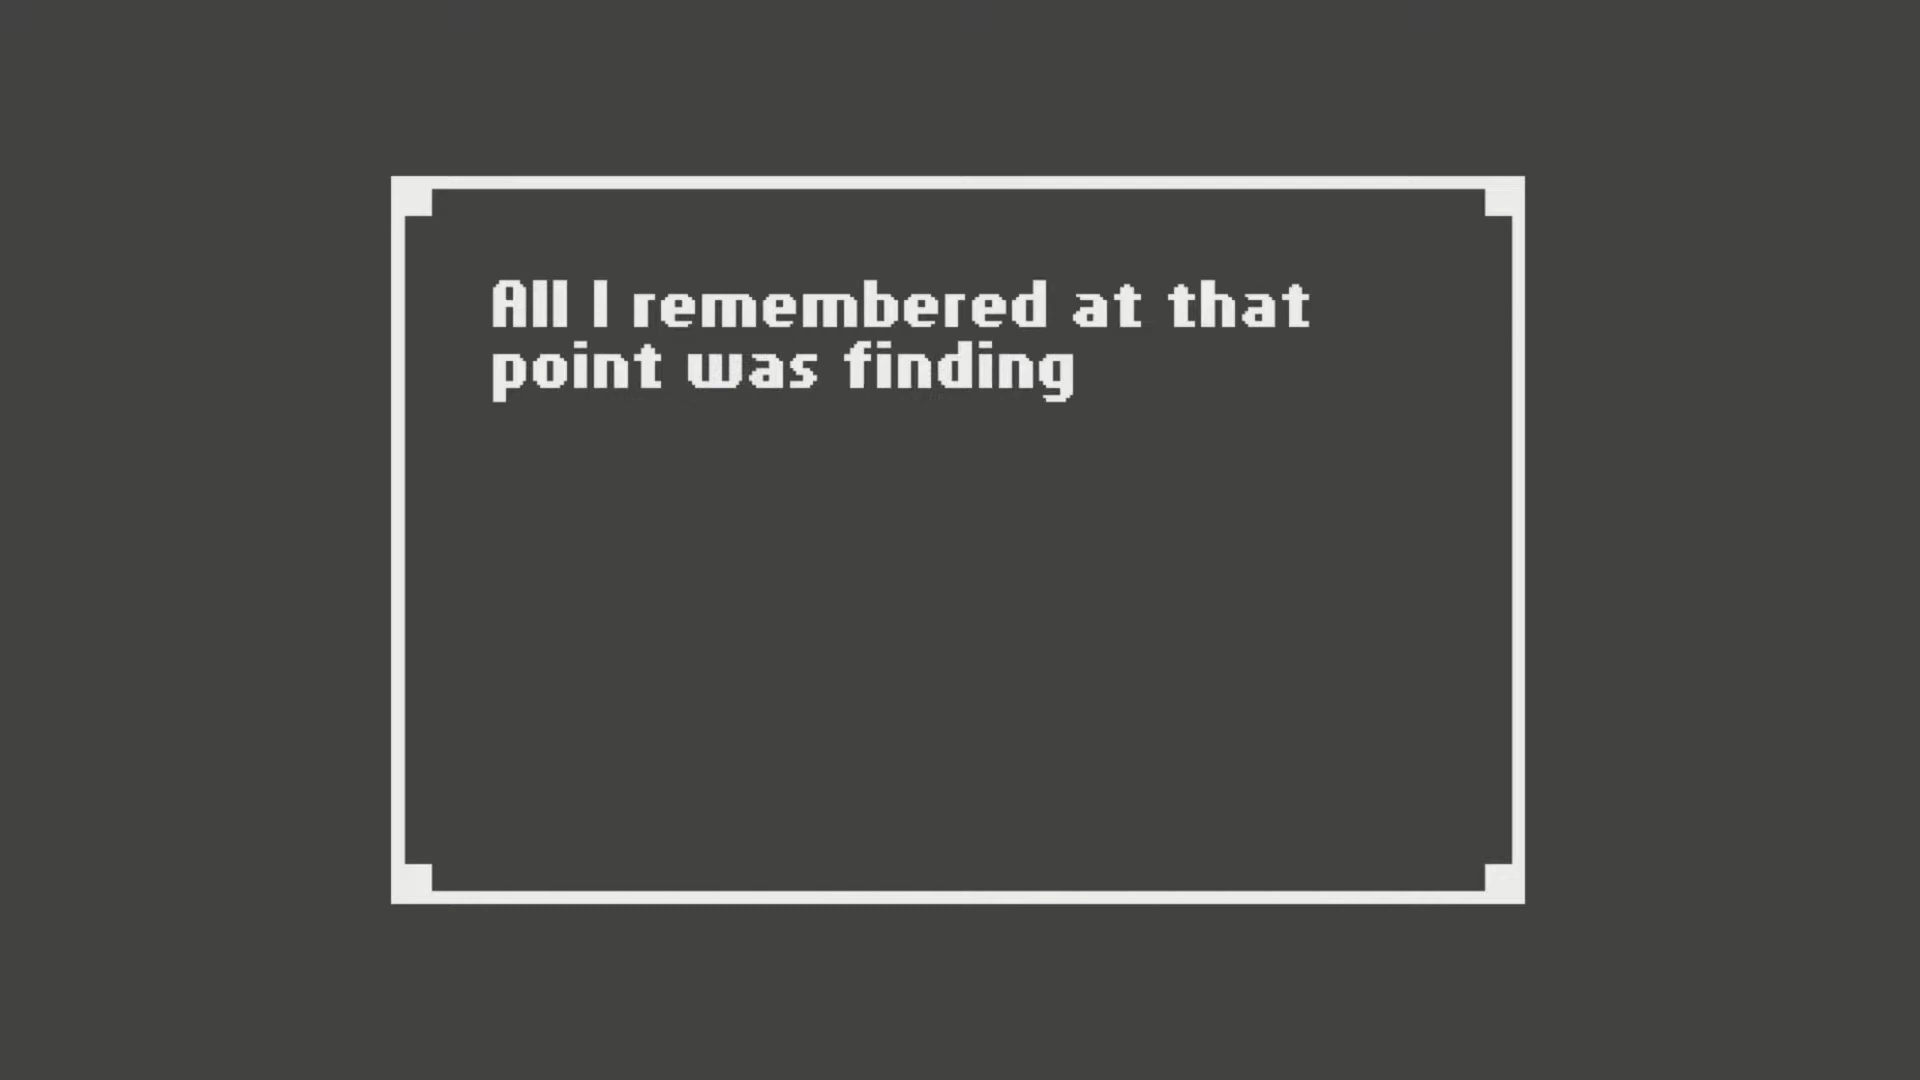 All I remembered at that
point was finding